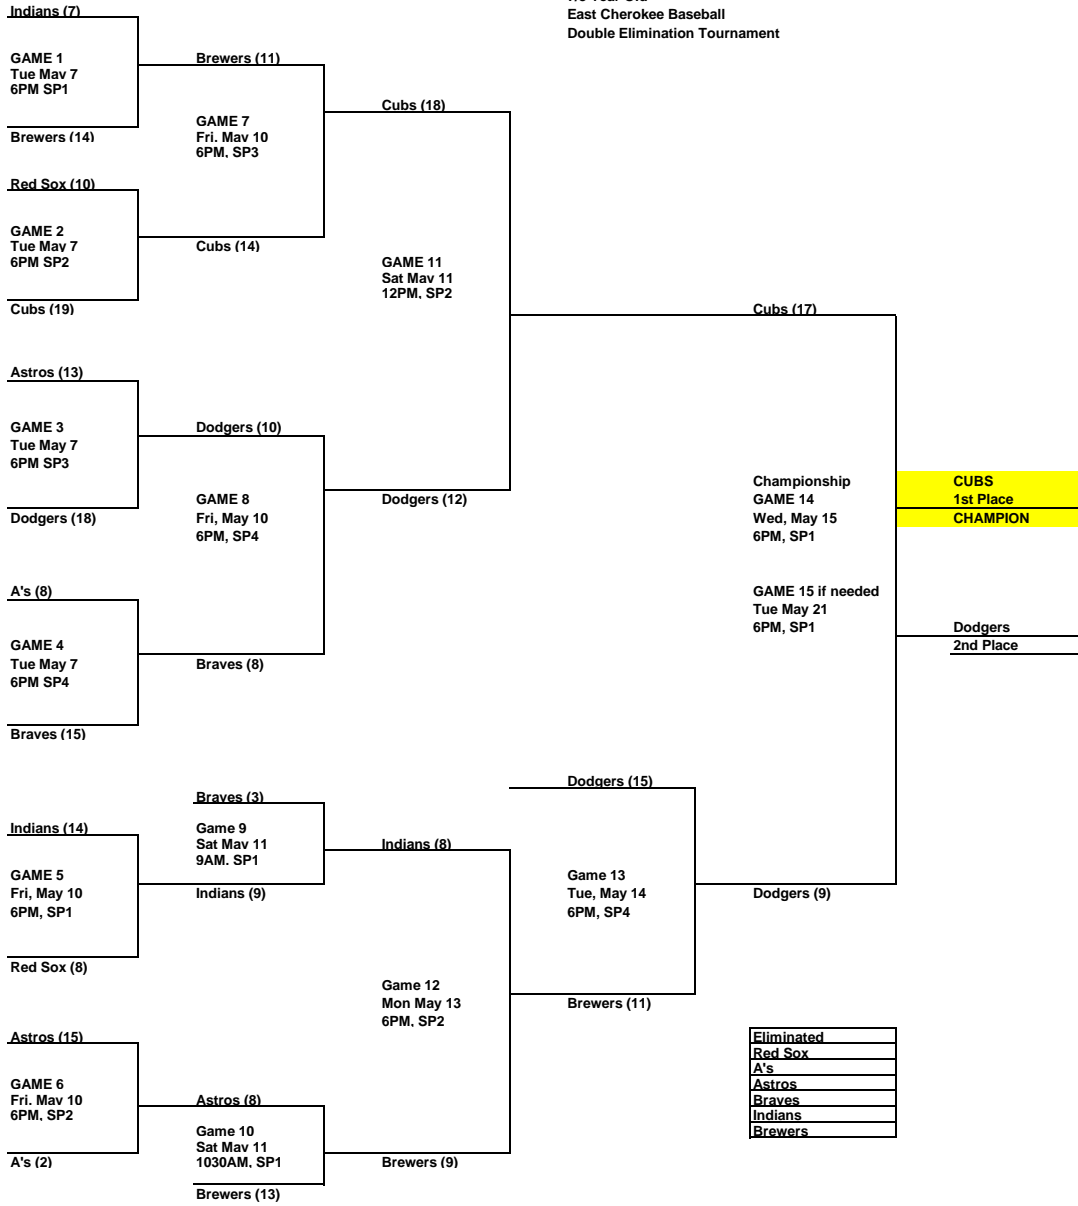 East Cherokee Baseball
Double Elimination Tournament
Indians (7)
GAME 1
Tue May 7
6PM SP1
Brewers (14)
Brewers (11)
GAME 7
Fri, May 10
6PM, SP3
Cubs (14)
Red Sox (10)
GAME 2
Tue May 7
6PM SP2
Cubs (19)
Cubs (18)
GAME 11
Sat May 11
12PM, SP2
Dodgers (12)
Astros (13)
GAME 3
Tue May 7
6PM SP3
Dodgers (18)
Dodgers (10)
GAME 8
Fri, May 10
6PM, SP4
Braves (8)
A's (8)
GAME 4
Tue May 7
6PM SP4
Braves (15)
Cubs (17)
Championship
GAME 14
Wed, May 15
6PM, SP1
GAME 15 if needed
Tue May 21
6PM, SP1
CUBS
1st Place
CHAMPION
Dodgers
2nd Place
Indians (14)
GAME 5
Fri, May 10
6PM, SP1
Red Sox (8)
Braves (3)
Game 9
Sat May 11
9AM, SP1
Indians (9)
Indians (8)
Game 12
Mon May 13
6PM, SP2
Brewers (9)
Dodgers (15)
Game 13
Tue, May 14
6PM, SP4
Brewers (11)
Dodgers (9)
Astros (15)
GAME 6
Fri, May 10
6PM, SP2
A's (2)
Astros (8)
Game 10
Sat May 11
1030AM, SP1
Brewers (13)
Eliminated
Red Sox
A's
Astros
Braves
Indians
Brewers